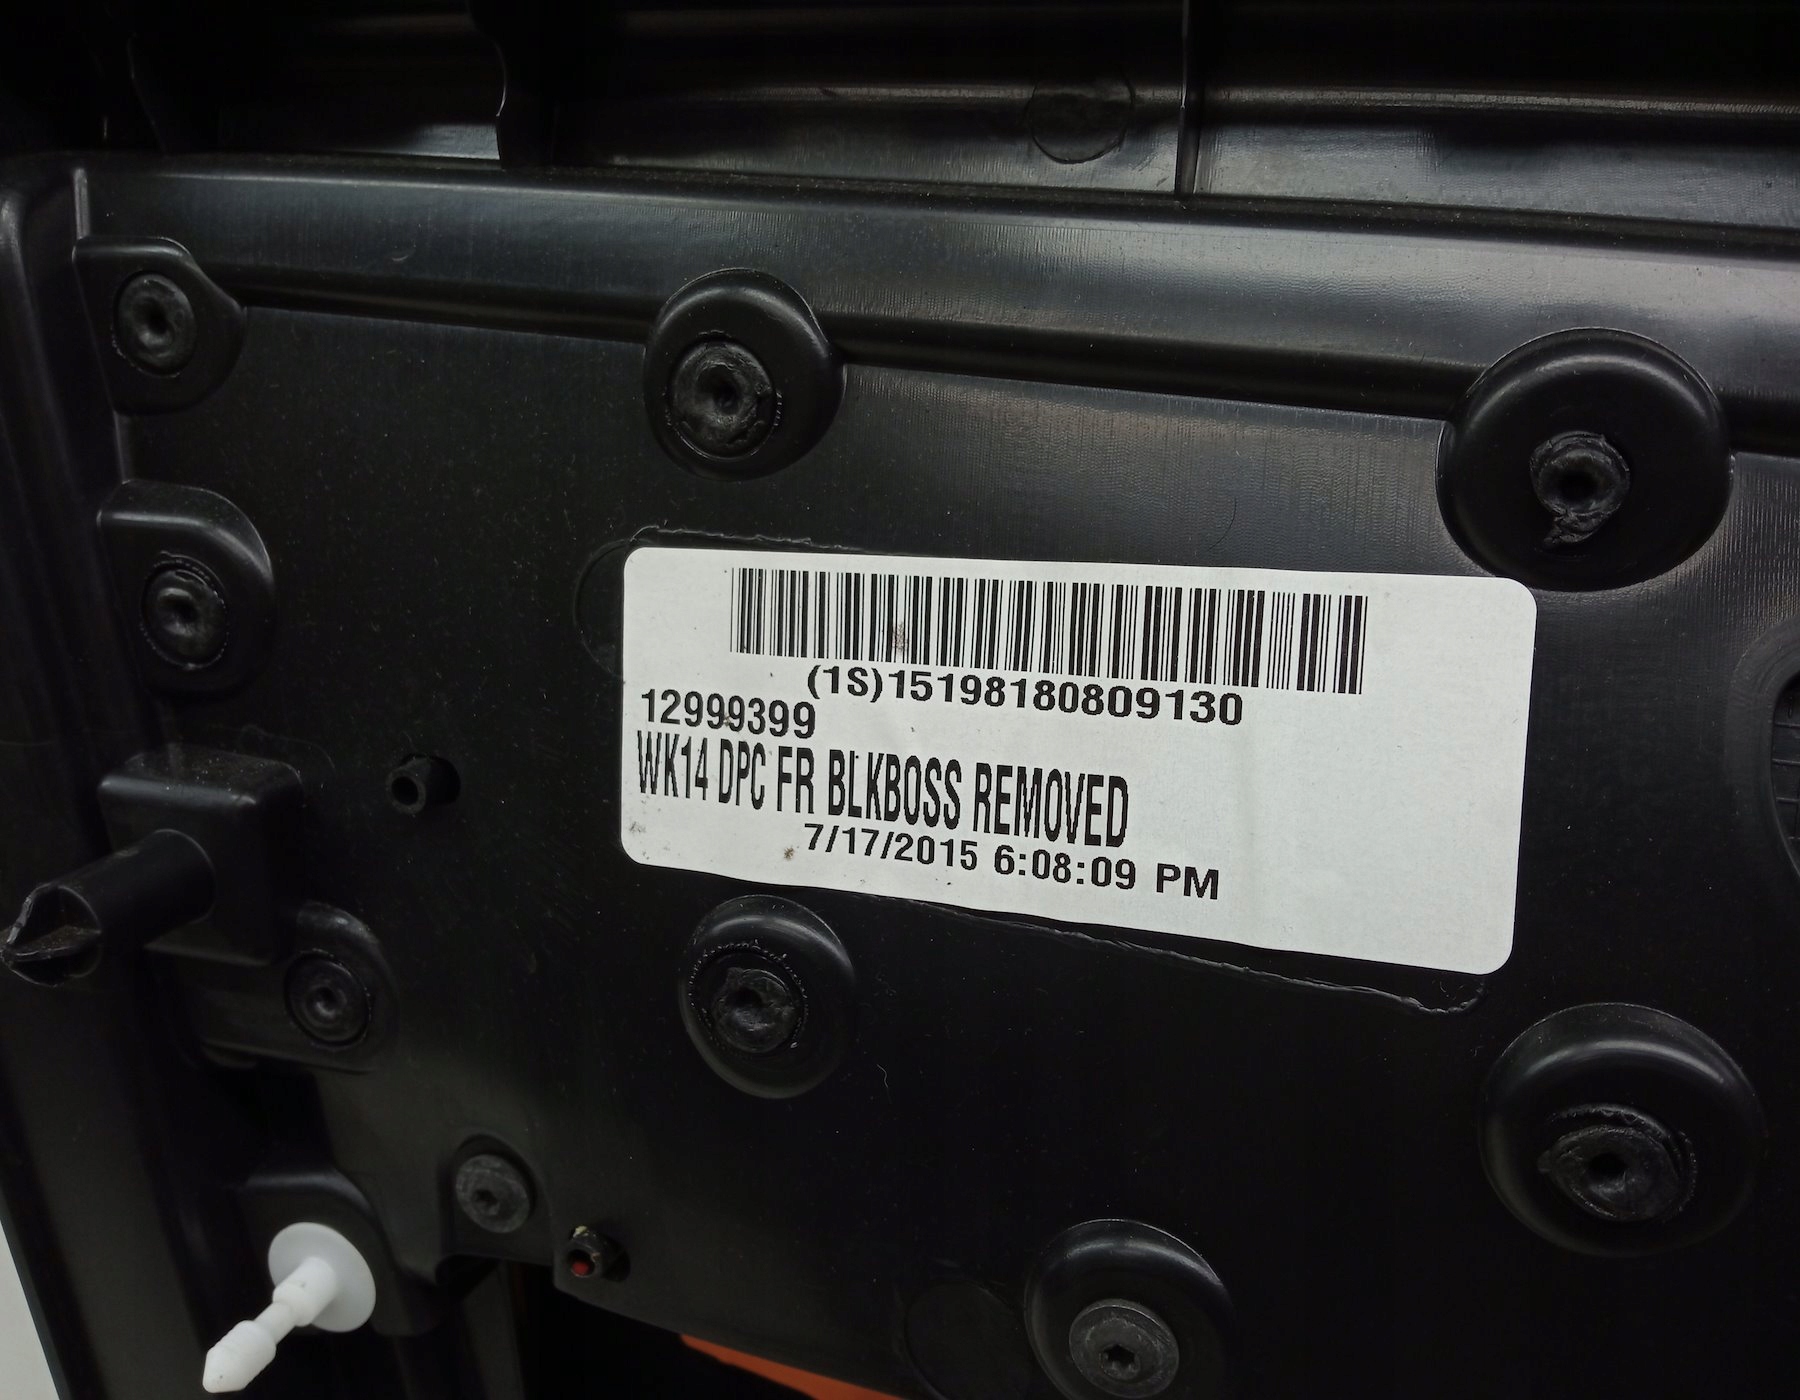 (1S)15198180809130
12999399
WK14 DPC FR BLKBOSS REMOVED
7/17/2015 6:08:09 PM